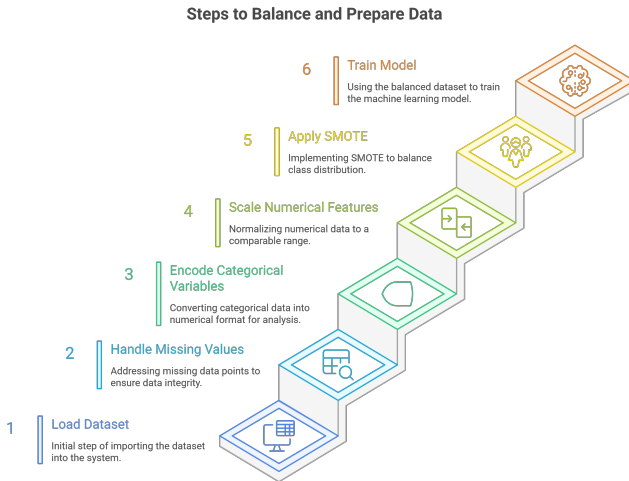 Steps to Balance and Prepare Data
6
Train Model
Using the balanced dataset to train
the machine learning model.
5
Apply SMOTE
Implementing SMOTE to balance
class distribution.
4
Scale Numerical Features
Normalizing numerical data to a
comparable range.
3
Encode Categorical
Variables
Converting categorical data into
numerical format for analysis.
2
Handle Missing Values
Addressing missing data points to
ensure data integrity.
1
Load Dataset
Initial step of importing the dataset
into the system.